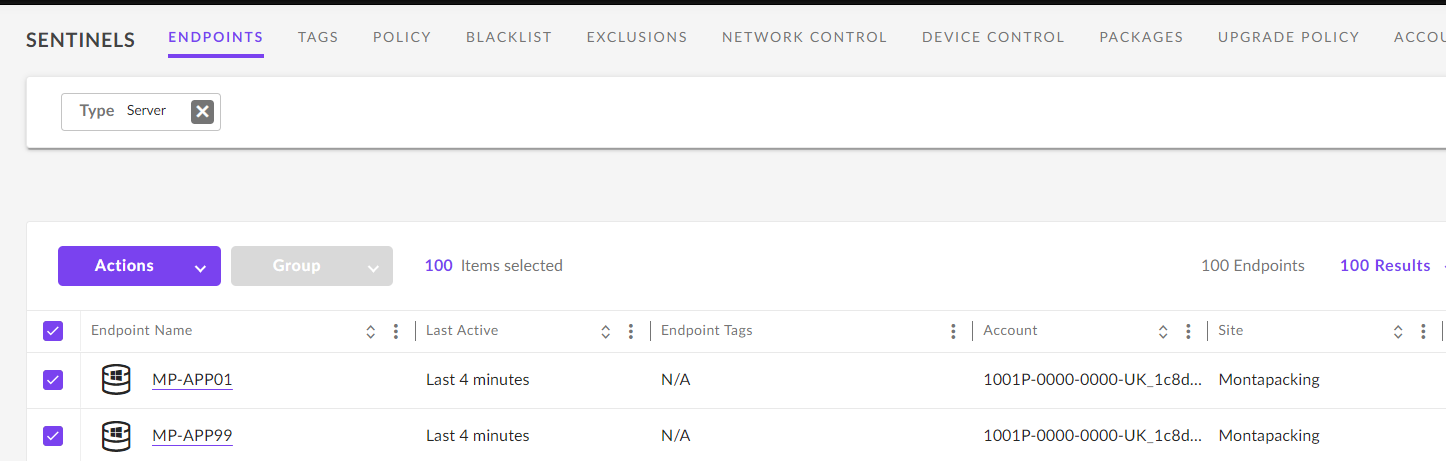 SENTINELS ENDPOINTS TAGS POLICY BLACKLIST EXCLUSIONS NETWORK CONTROL DEVICE CONTROL PACKAGES UPGRADE POLICY ACCOU
Type Server
Actions Group 100 Items selected 100 Endpoints 100 Results
Endpoint Name Last Active Endpoint Tags Account Site
MP-APP01 Last 4 minutes N/A 1001P-0000-0000-UK_1c8d... Montapacking
MP-APP99 Last 4 minutes N/A 1001P-0000-0000-UK_1c8d... Montapacking